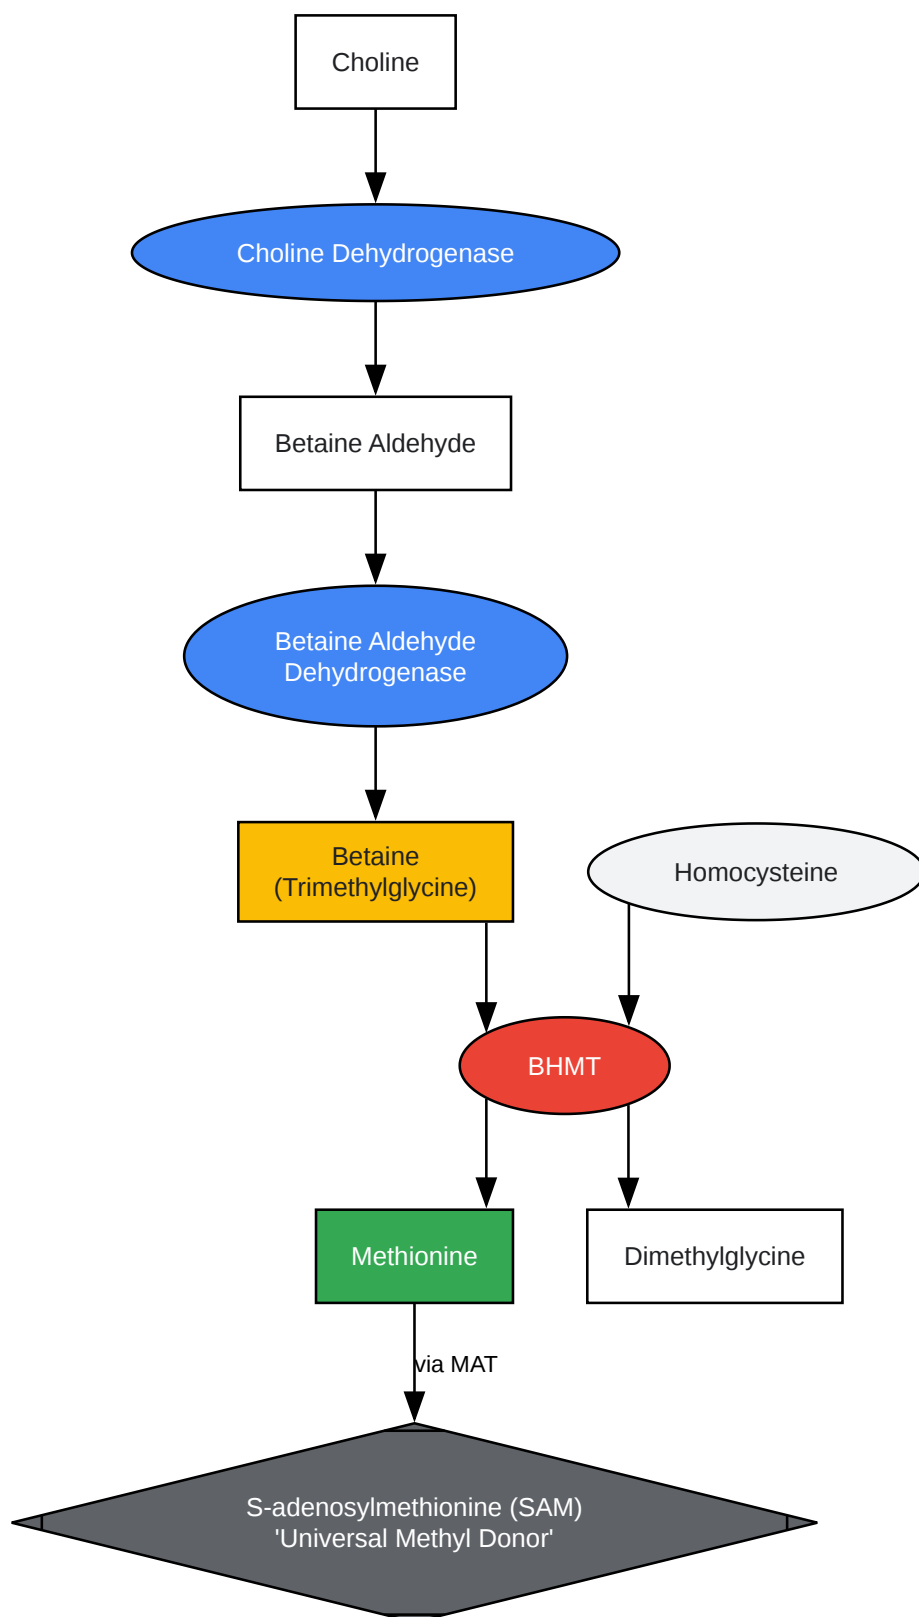 Choline
Choline Dehydrogenase
Betaine Aldehyde
Betaine Aldehyde
Dehydrogenase
Betaine
(Trimethylglycine)
Homocysteine
BHMT
Methionine
Dimethylglycine
via MAT
S-adenosylmethionine (SAM)
'Universal Methyl Donor'